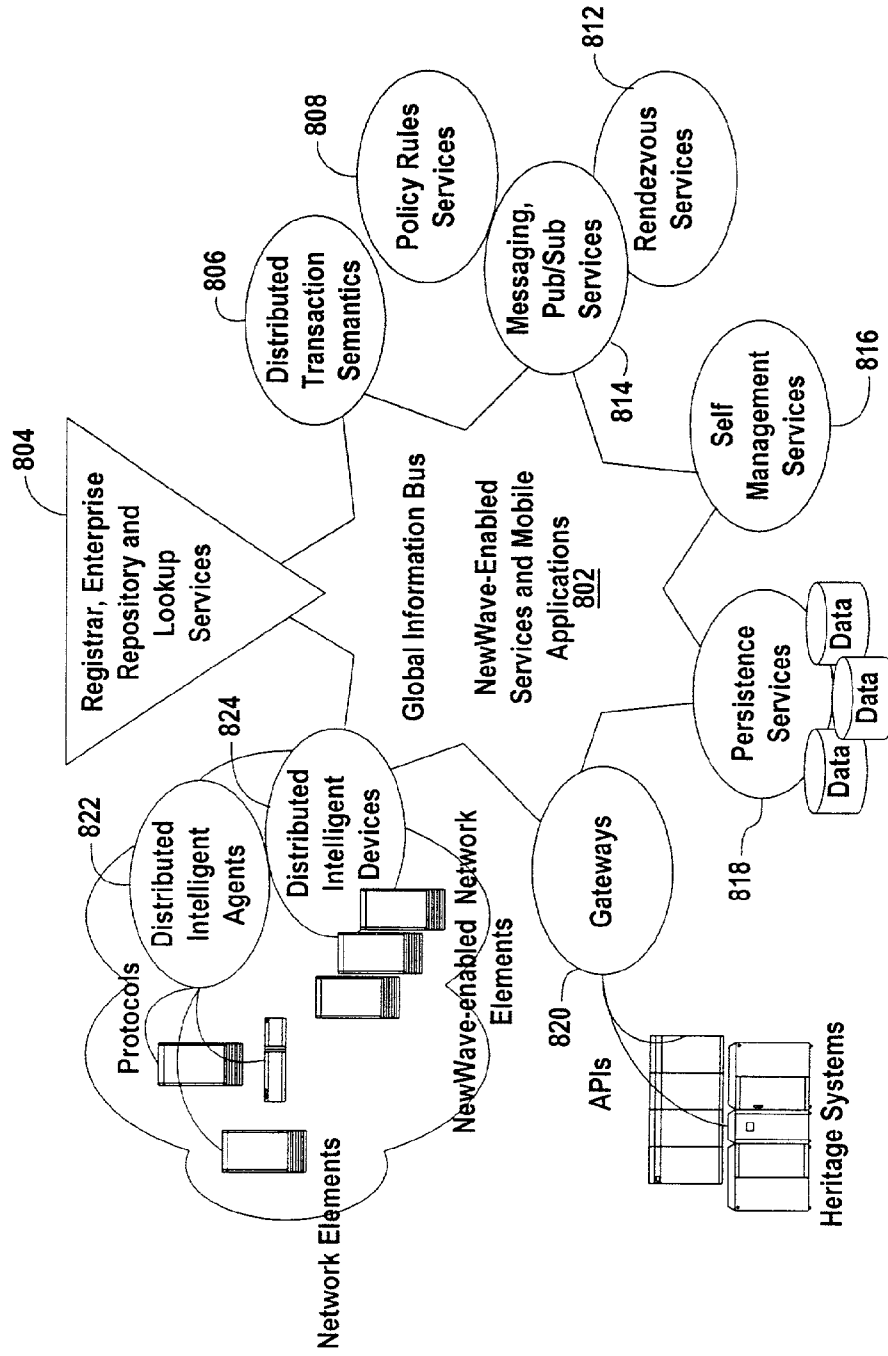 804
Registrar, Enterprise
Repository and
Lookup
Services
806
Distributed
Transaction
Semantics
808
Policy Rules
Services
812
Rendezvous
Services
Messaging,
Pub/Sub
Services
814
Self
Management
Services
816
Global Information Bus
NewWave-Enabled
Services and Mobile
Applications
802
Persistence
Services
Data
Data
Data
818
Gateways
820
APIs
Heritage Systems
822
Distributed
Intelligent
Agents
824
Distributed
Intelligent
Devices
Protocols
NewWave-enabled Network
Elements
Network Elements